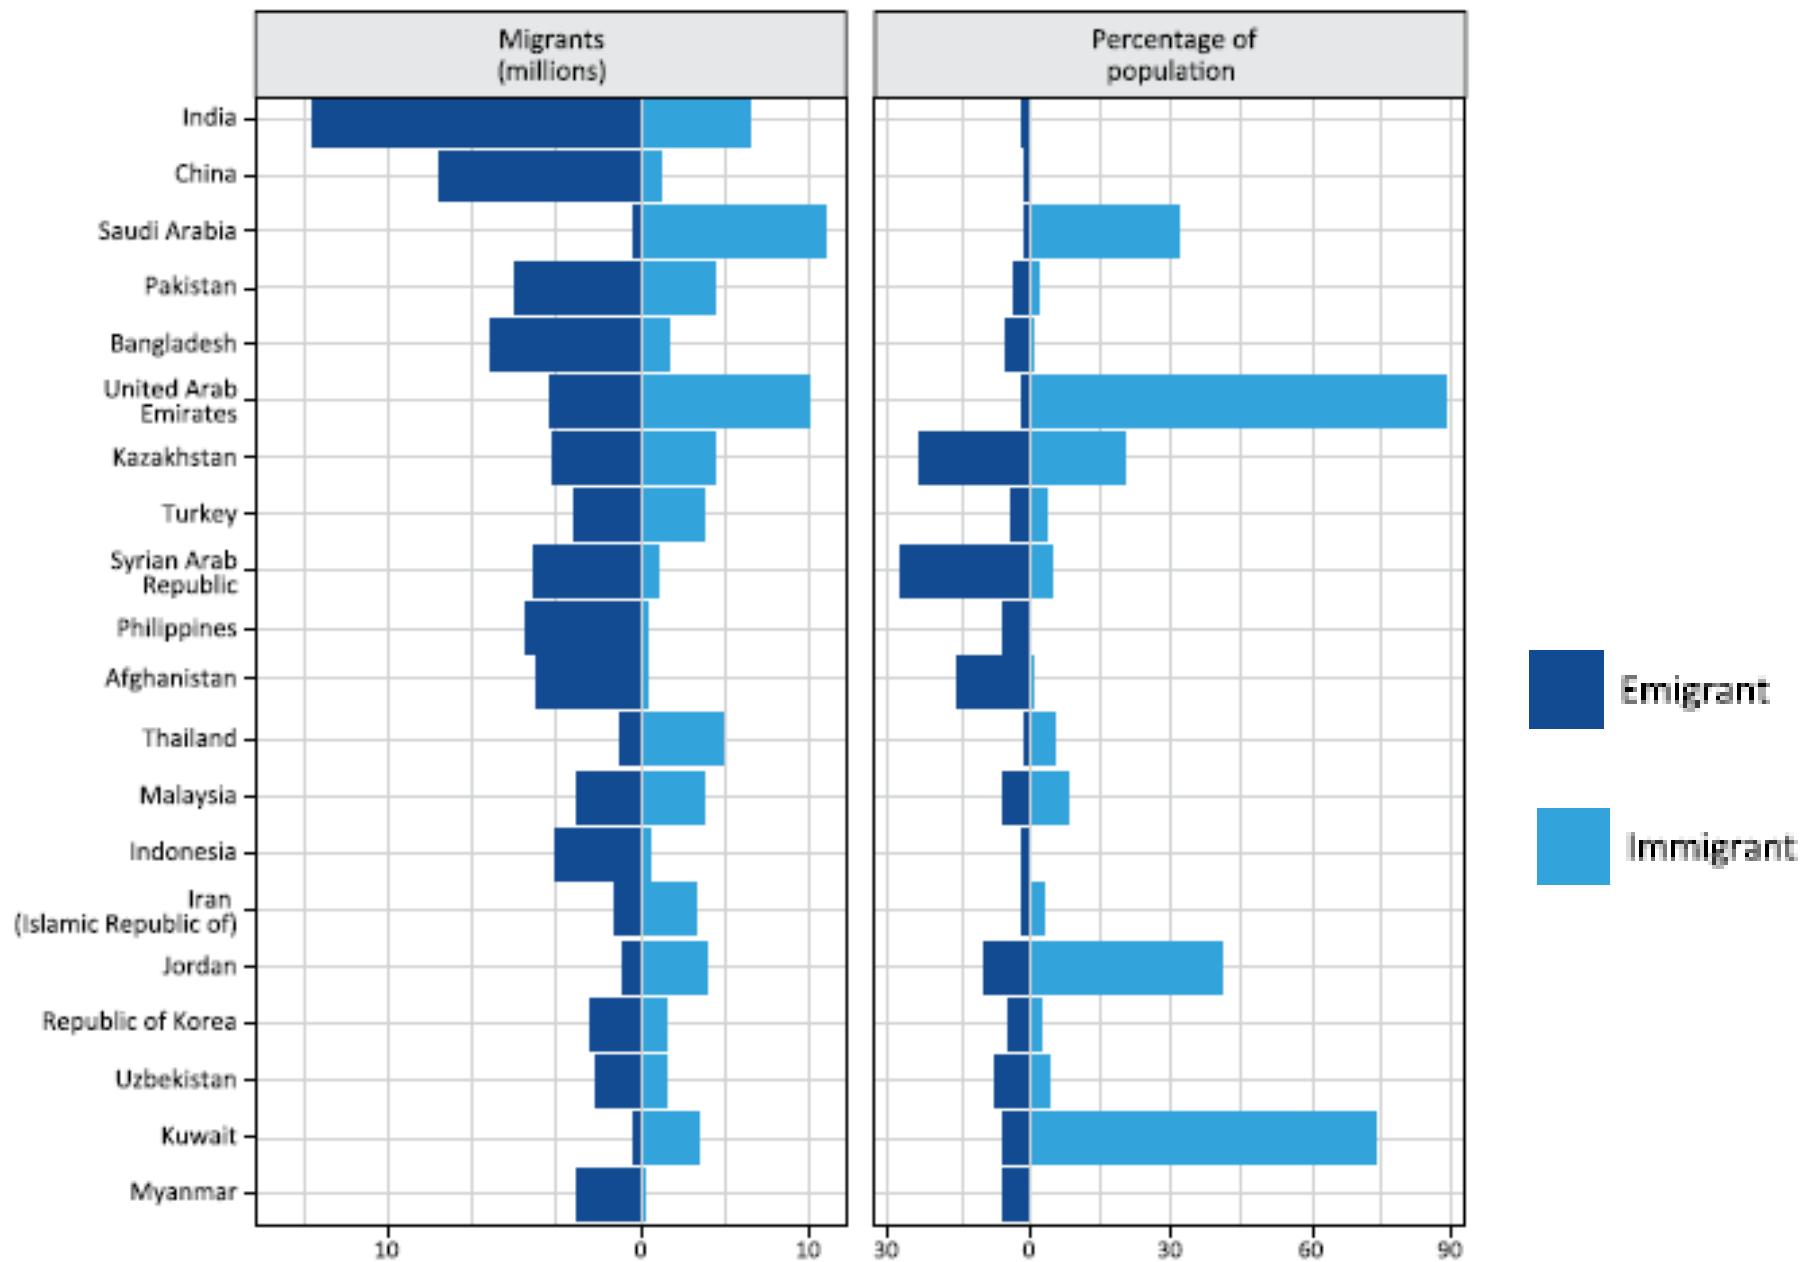 Migrants
(millions)
Percentage of
population
India
China
Saudi Arabia
Pakistan
Bangladesh
United Arab
Emirates
Kazakhstan
Turkey
Syrian Arab
Republic
Philippines
Afghanistan
Thailand
Malaysia
Indonesia
Iran
(Islamic Republic of)
Jordan
Republic of Korea
Uzbekistan
Kuwait
Myanmar
10 0 10
30 0 30 60 90
Emigrant
Immigrant